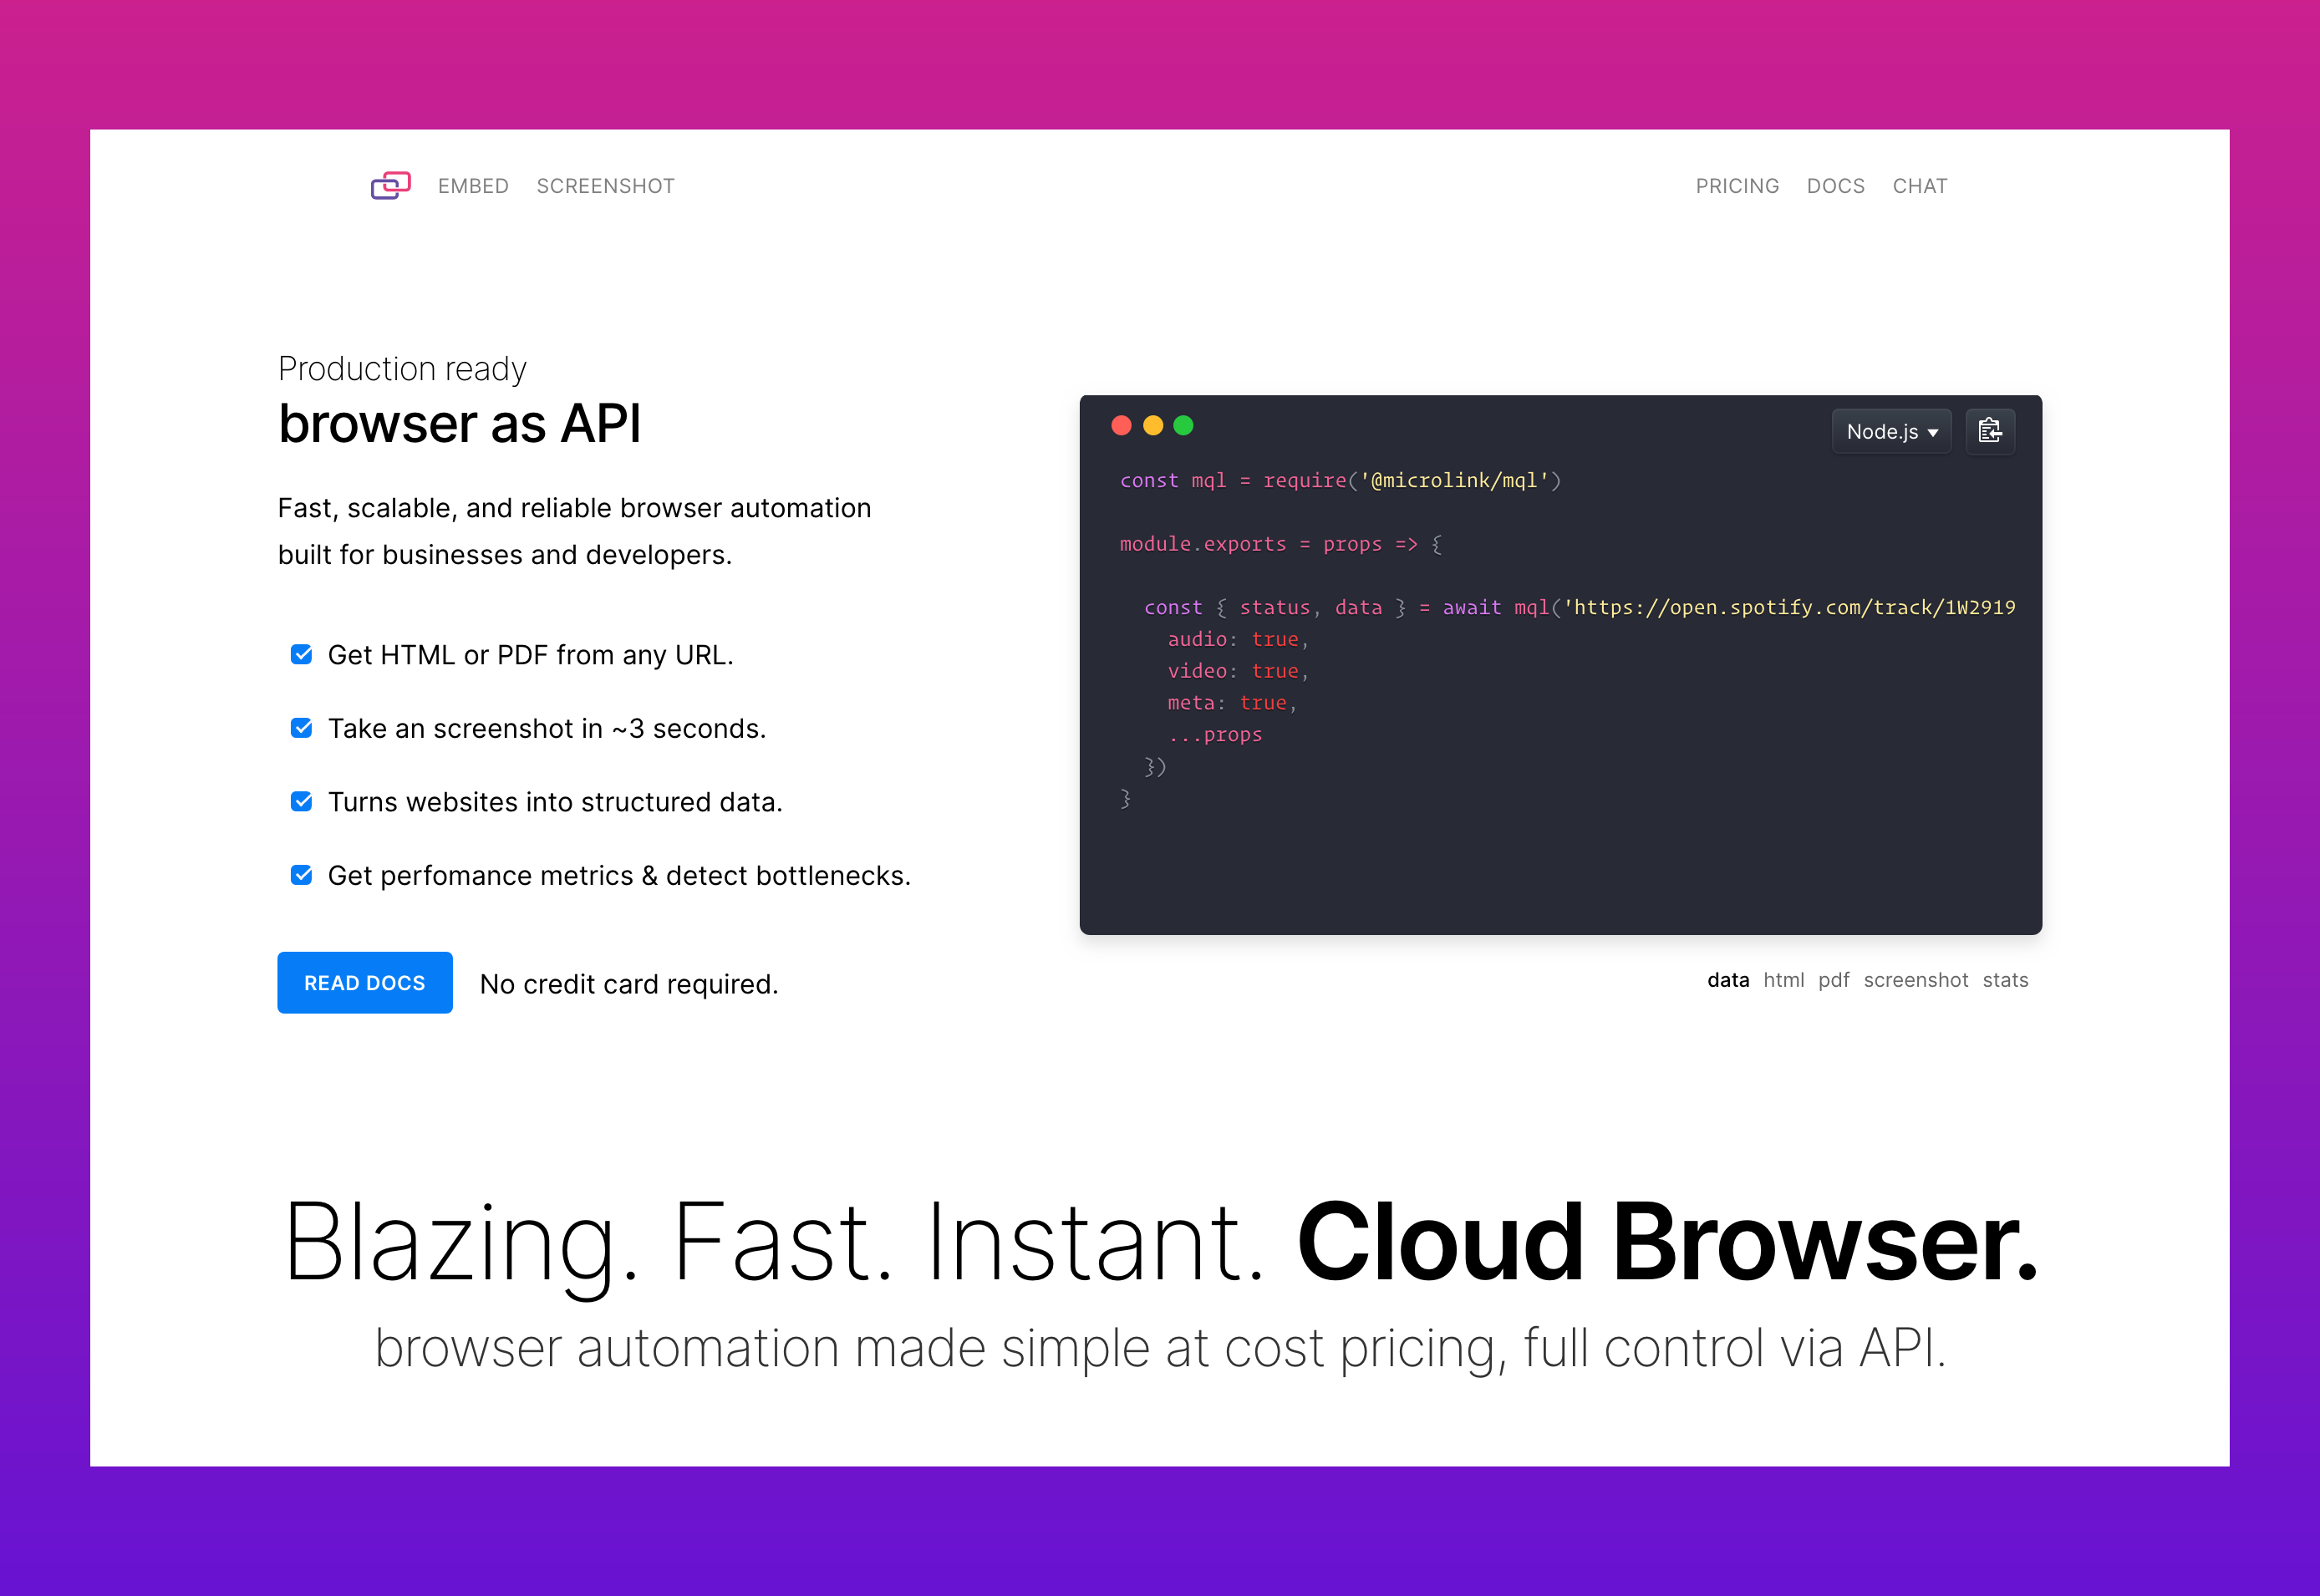 EMBED SCREENSHOT PRICING DOCS CHAT
Production ready
browser as API
Fast, scalable, and reliable browser automation
built for businesses and developers.
Get HTML or PDF from any URL.
Take an screenshot in ~3 seconds.
Turns websites into structured data.
Get perfomance metrics & detect bottlenecks.
READ DOCS No credit card required.
Node.js
const mql = require('@microlink/mql')
module.exports = props => {
const { status, data } = await mql('https://open.spotify.com/track/1W2919
audio: true,
video: true,
meta: true,
...props
})
}
data html pdf screenshot stats
Blazing. Fast. Instant. Cloud Browser.
browser automation made simple at cost pricing, full control via API.